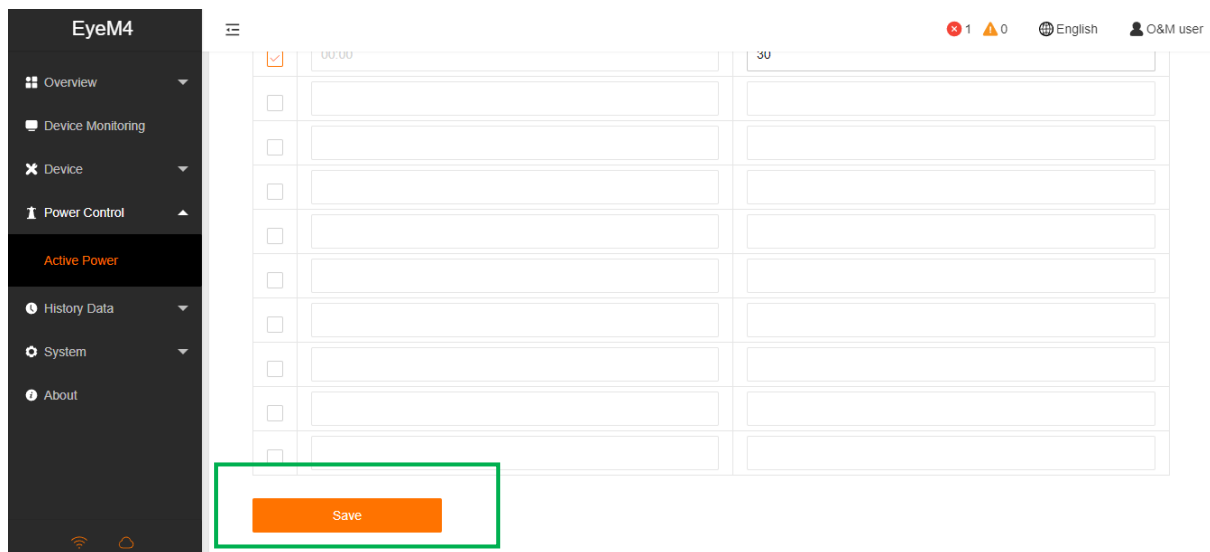 EyeM4
1 0 English O&M user
00:00 30
Overview
Device Monitoring
Device
Power Control
Active Power
History Data
System
About
Save